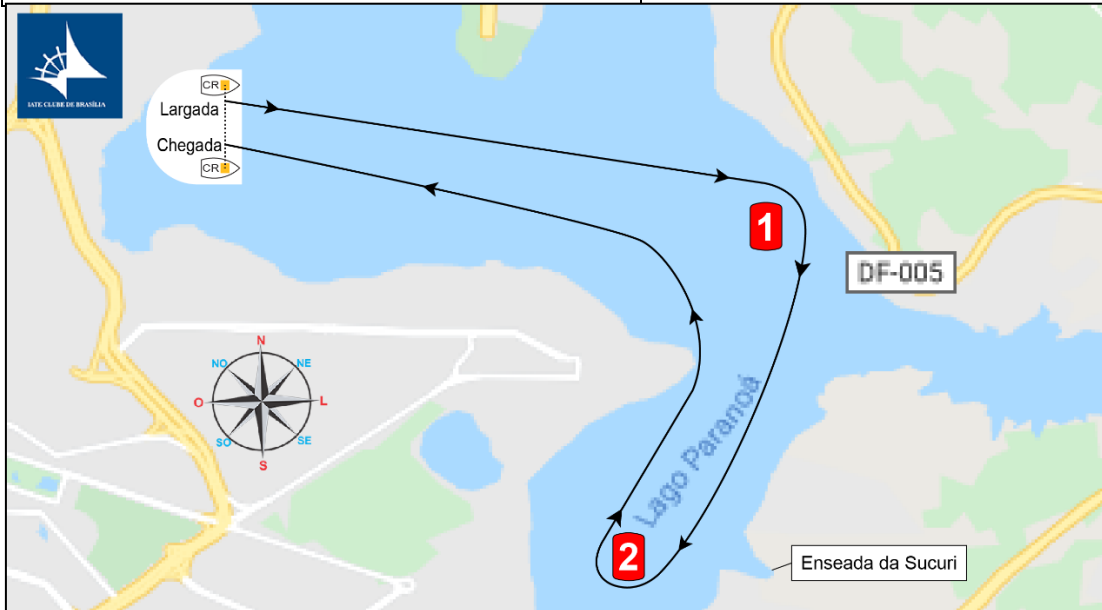 IATE CLUBE DE BRASÍLIA
CR
Largada
Chegada
CR
1
DF-005
N
NO
NE
O
L
SO
SE
S
Lago Paranoá
2
Enseada da Sucuri